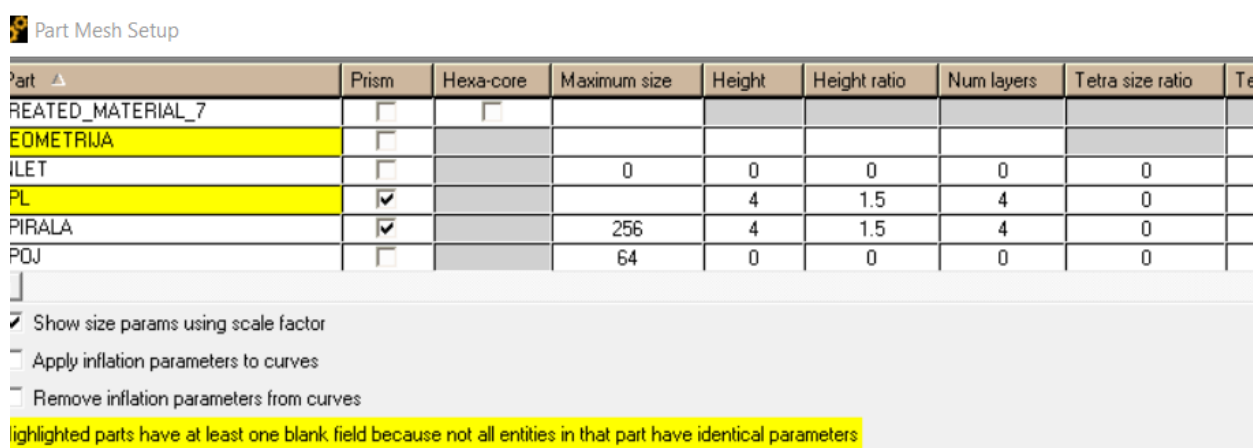 Part Mesh Setup
Part Prism Hexa-core Maximum size Height Height ratio Num layers Tetra size ratio Te
REATED_MATERIAL_7
EOMETRIJA
NLET 0 0 0 0 0
PL 4 1.5 4 0
PIRALA 256 4 1.5 4 0
POJ 64 0 0 0 0
Show size params using scale factor
Apply inflation parameters to curves
Remove inflation parameters from curves
ighlighted parts have at least one blank field because not all entities in that part have identical parameters